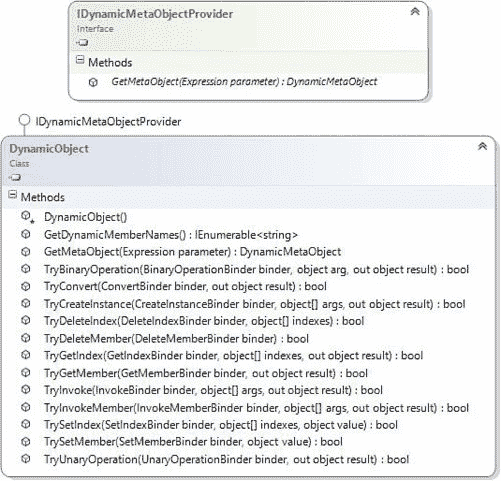 IDynamicMetaObjectProvider
Interface
Methods
GetMetaObject(Expression parameter) : DynamicMetaObject
IDynamicMetaObjectProvider
DynamicObject
Class
Methods
DynamicObject()
GetDynamicMemberNames() : IEnumerable<string>
GetMetaObject(Expression parameter) : DynamicMetaObject
TryBinaryOperation(BinaryOperationBinder binder, object arg, out object result) : bool
TryConvert(ConvertBinder binder, out object result) : bool
TryCreateInstance(CreateInstanceBinder binder, object[] args, out object result) : bool
TryDeleteIndex(DeleteIndexBinder binder, object[] indexes) : bool
TryDeleteMember(DeleteMemberBinder binder) : bool
TryGetIndex(GetIndexBinder binder, object[] indexes, out object result) : bool
TryGetMember(GetMemberBinder binder, out object result) : bool
TryInvoke(InvokeBinder binder, object[] args, out object result) : bool
TryInvokeMember(InvokeMemberBinder binder, object[] args, out object result) : bool
TrySetIndex(SetIndexBinder binder, object[] indexes, object value) : bool
TrySetMember(SetMemberBinder binder, object value) : bool
TryUnaryOperation(UnaryOperationBinder binder, out object result) : bool